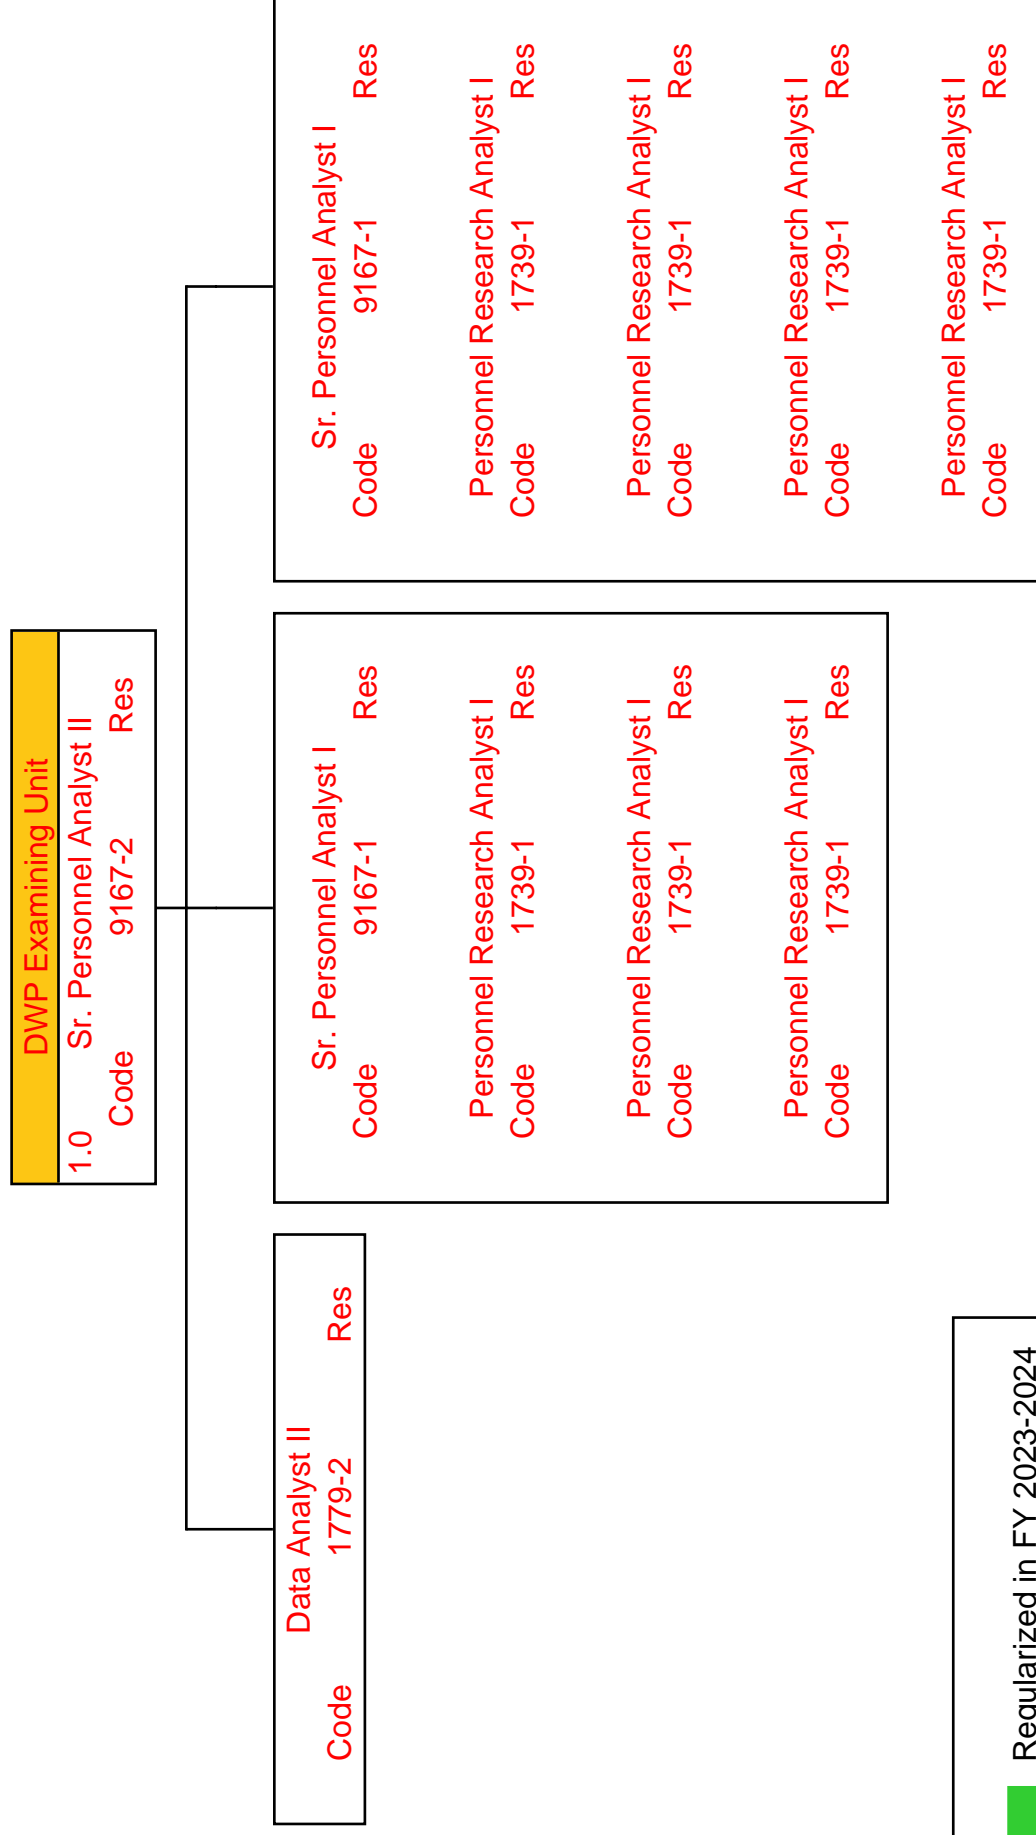 DWP Examining Unit
1.0 Sr. Personnel Analyst II
Code 9167-2 Res
Data Analyst II
Code 1779-2 Res
Sr. Personnel Analyst I
Code 9167-1 Res
Personnel Research Analyst I
Code 1739-1 Res
Personnel Research Analyst I
Code 1739-1 Res
Personnel Research Analyst I
Code 1739-1 Res
Sr. Personnel Analyst I
Code 9167-1 Res
Personnel Research Analyst I
Code 1739-1 Res
Personnel Research Analyst I
Code 1739-1 Res
Personnel Research Analyst I
Code 1739-1 Res
Personnel Research Analyst I
Code 1739-1 Res
Regularized in FY 2023-2024